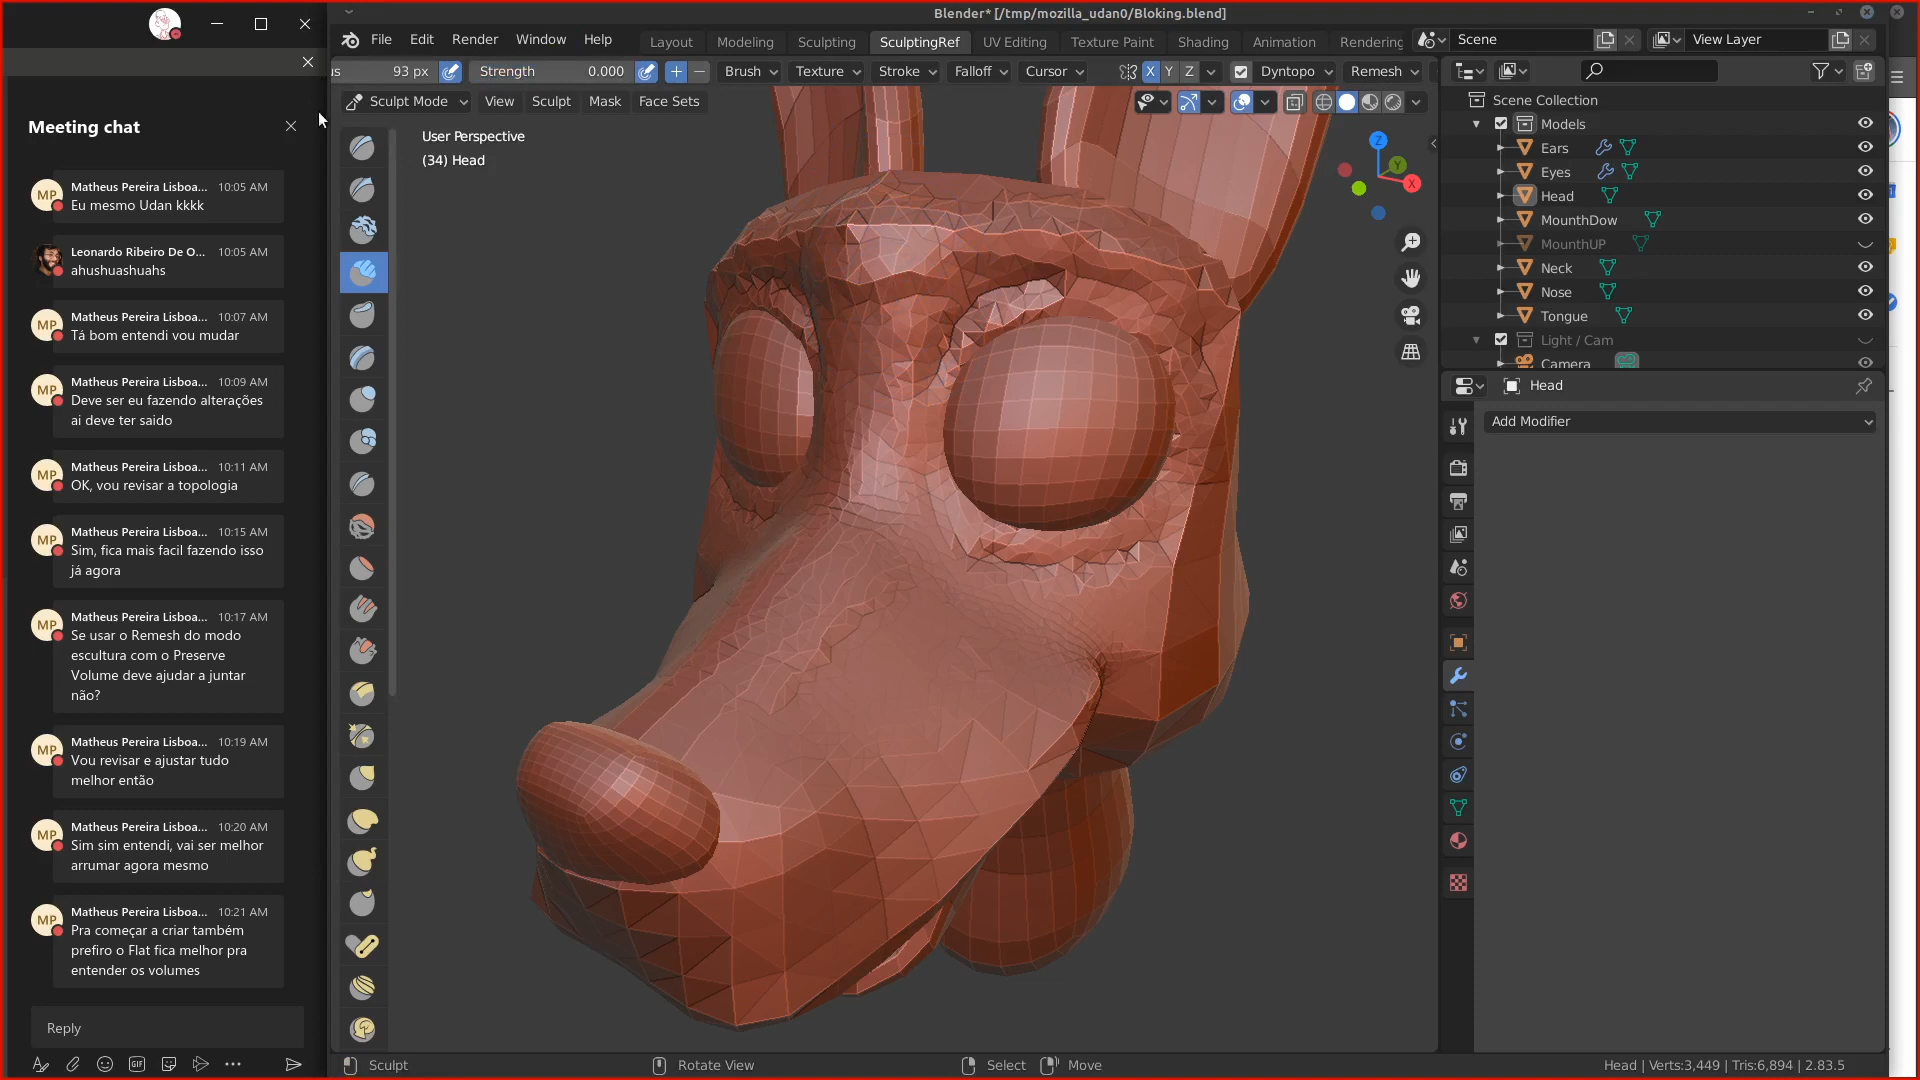 Blender* [/tmp/mozilla_udan0/Bloking.blend]
File Edit Render Window Help
Layout Modeling Sculpting SculptingRef UV Editing Texture Paint Shading Animation Rendering
Scene
View Layer
us 93 px
Strength 0.000
Brush Texture Stroke Falloff Cursor X Y Z Dyntopo Remesh
Sculpt Mode View Sculpt Mask Face Sets
User Perspective
(34) Head
Z
Y
X
Meeting chat
MP
Matheus Pereira Lisboa... 10:05 AM
Eu mesmo Udan kkkk
Leonardo Ribeiro De O... 10:05 AM
ahushuashuahs
MP
Matheus Pereira Lisboa... 10:07 AM
Tá bom entendi vou mudar
MP
Matheus Pereira Lisboa... 10:09 AM
Deve ser eu fazendo alterações
ai deve ter saido
MP
Matheus Pereira Lisboa... 10:11 AM
OK, vou revisar a topologia
MP
Matheus Pereira Lisboa... 10:15 AM
Sim, fica mais facil fazendo isso
já agora
MP
Matheus Pereira Lisboa... 10:17 AM
Se usar o Remesh do modo
escultura com o Preserve
Volume deve ajudar a juntar
não?
MP
Matheus Pereira Lisboa... 10:19 AM
Vou revisar e ajustar tudo
melhor então
MP
Matheus Pereira Lisboa... 10:20 AM
Sim sim entendi, vai ser melhor
arrumar agora mesmo
MP
Matheus Pereira Lisboa... 10:21 AM
Pra começar a criar também
prefiro o Flat fica melhor pra
entender os volumes
Reply
GIF
Scene Collection
Models
Ears
Eyes
Head
MounthDow
MounthUP
Neck
Nose
Tongue
Light / Cam
Camera
Head
Add Modifier
Sculpt
Rotate View
Select
Move
Head | Verts:3,449 | Tris:6,894 | 2.83.5